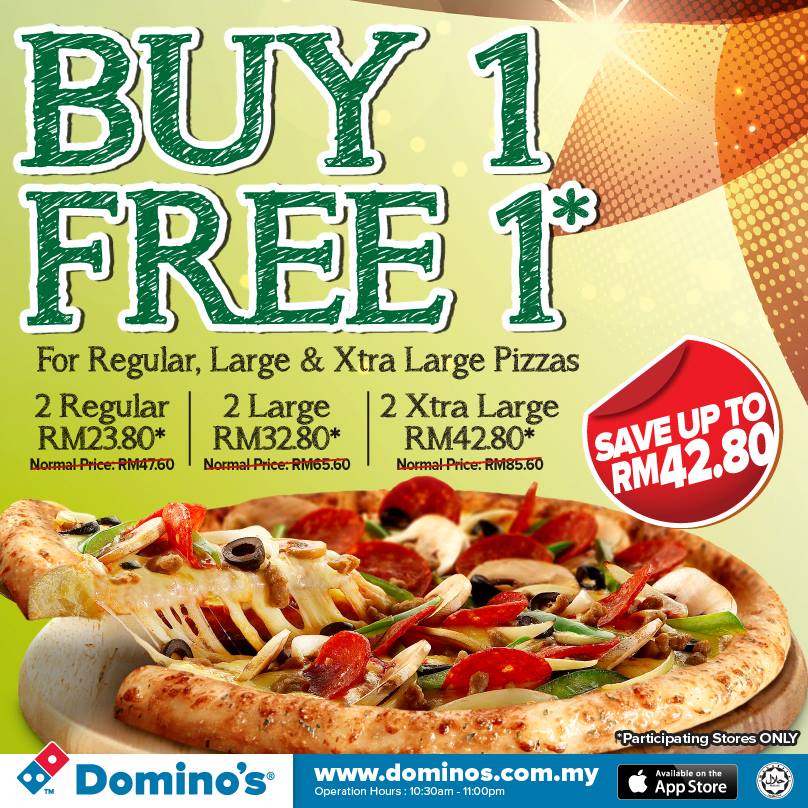 BUY 1
FREE 1*
For Regular, Large & Xtra Large Pizzas
2 Regular
RM23.80*
Normal Price: RM47.60
2 Large
RM32.80*
Normal Price: RM65.60
2 Xtra Large
RM42.80*
Normal Price: RM85.60
SAVE UP TO
RM42.80
*Participating Stores ONLY
Domino's®
TM
www.dominos.com.my
Operation Hours : 10:30am - 11:00pm
Available on the
App Store